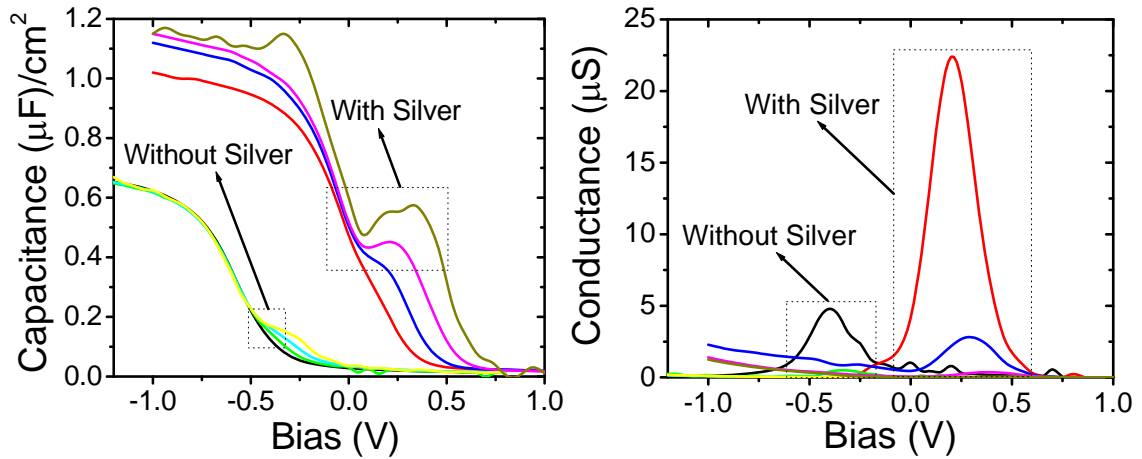 Capacitance (μF)/cm²
1.2
1.0
0.8
0.6
0.4
0.2
0.0
With Silver
Without Silver
-1.0
-0.5
0.0
0.5
1.0
Bias (V)
Conductance (μS)
25
20
15
10
5
0
With Silver
Without Silver
-1.0
-0.5
0.0
0.5
1.0
Bias (V)